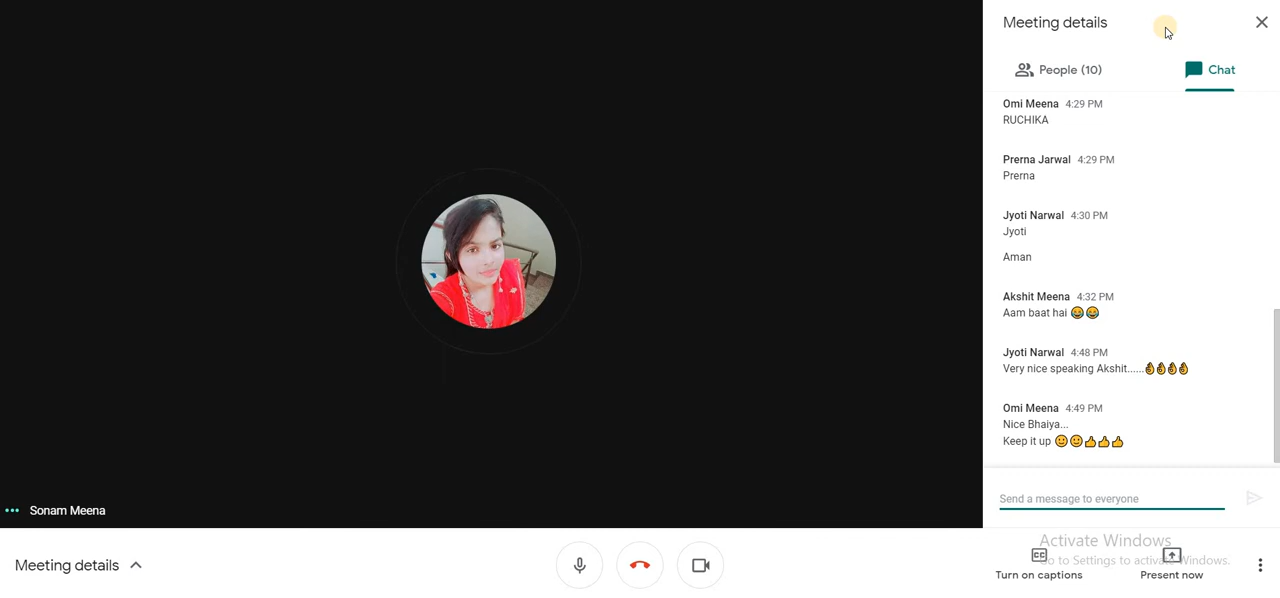 Meeting details
People (10)
Chat
Omi Meena 4:29 PM
RUCHIKA
Prerna Jarwal 4:29 PM
Prerna
Jyoti Narwal 4:30 PM
Jyoti
Aman
Akshit Meena 4:32 PM
Aam baat hai 😂😂
Jyoti Narwal 4:48 PM
Very nice speaking Akshit......👌👌👌👌
Omi Meena 4:49 PM
Nice Bhaiya...
Keep it up 🙂🙂👍👍👍
Send a message to everyone
Sonam Meena
Meeting details
Activate Windows
Go to Settings to activate Windows.
Turn on captions
Present now